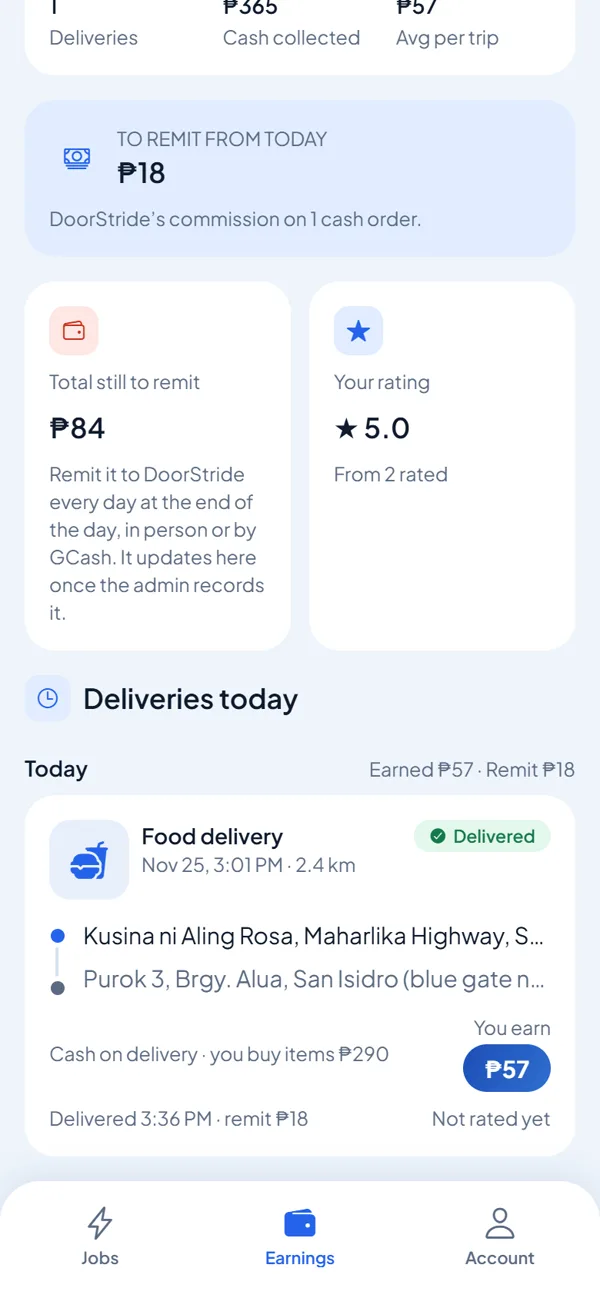 1 ₱365 ₱57
Deliveries Cash collected Avg per trip
TO REMIT FROM TODAY
₱18
DoorStride's commission on 1 cash order.
Total still to remit
₱84
Remit it to DoorStride
every day at the end of
the day, in person or by
GCash. It updates here
once the admin records
it.
Your rating
★ 5.0
From 2 rated
Deliveries today
Today Earned ₱57 · Remit ₱18
Food delivery Delivered
Nov 25, 3:01 PM · 2.4 km
Kusina ni Aling Rosa, Maharlika Highway, S...
Purok 3, Brgy. Alua, San Isidro (blue gate n...
You earn
Cash on delivery · you buy items ₱290
₱57
Delivered 3:36 PM · remit ₱18 Not rated yet
Jobs Earnings Account